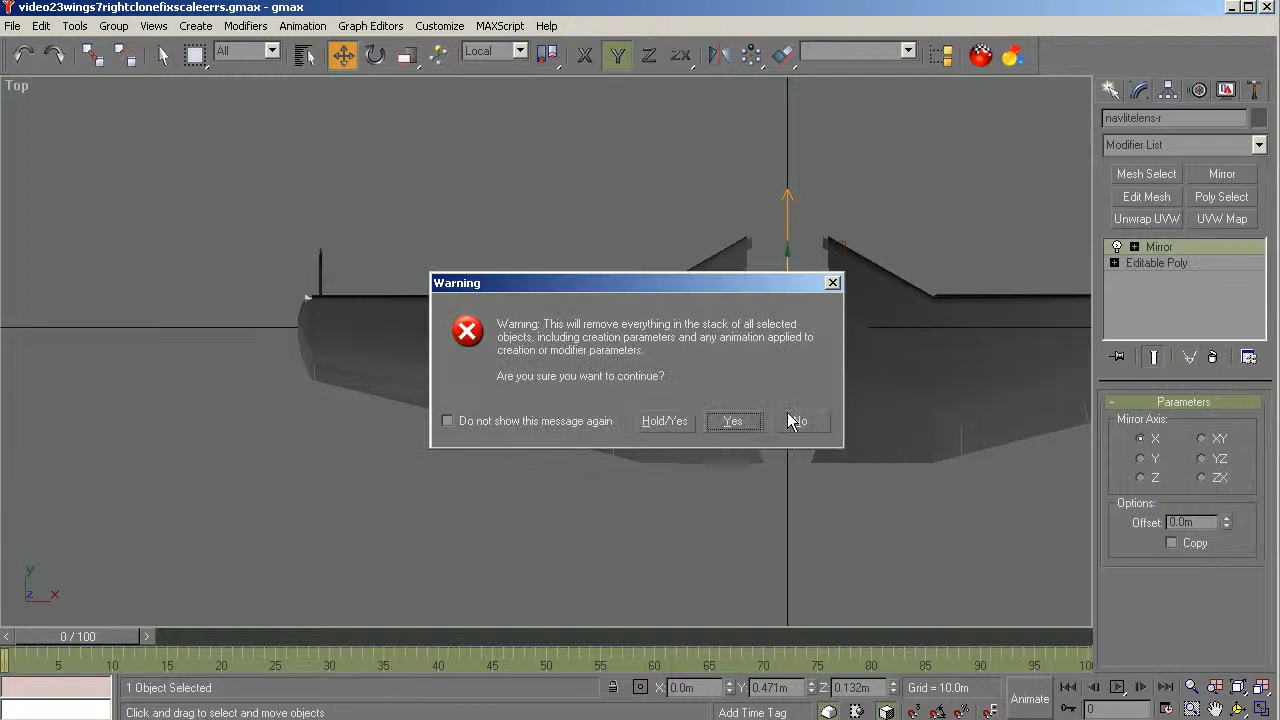 video23wings7rightclonefixscaleerrs.gmax - gmax
File Edit Tools Group Views Animation Graph Editors Customize MAXScript Help
All Local X Y Z ZX
Top
navlitelens-r
Modifier List
Mesh Select Mirror
Edit Mesh Poly Select
Unwrap UVW UVW Map
Mirror
Editable Poly
Warning
Warning: This will remove everything in the stack of all selected
objects, including creation parameters and any animation applied to
creation or modifier parameters.
Are you sure you want to continue?
Do not show this message again Hold/Yes Yes
- Parameters
Mirror Axis:
X XY
Y YZ
Z ZX
Options:
Offset: 0.0m
Copy
y
z x
< 0 / 100 >
5 10 15 20 25 30 35 40 45 50 55 60 65 70 75 80 85 90 95
1 Object Selected X: 0.0m Y: 0.471m Z: 0.132m Grid = 10.0m
Animate
Click and drag to select and move objects Add Time Tag 0